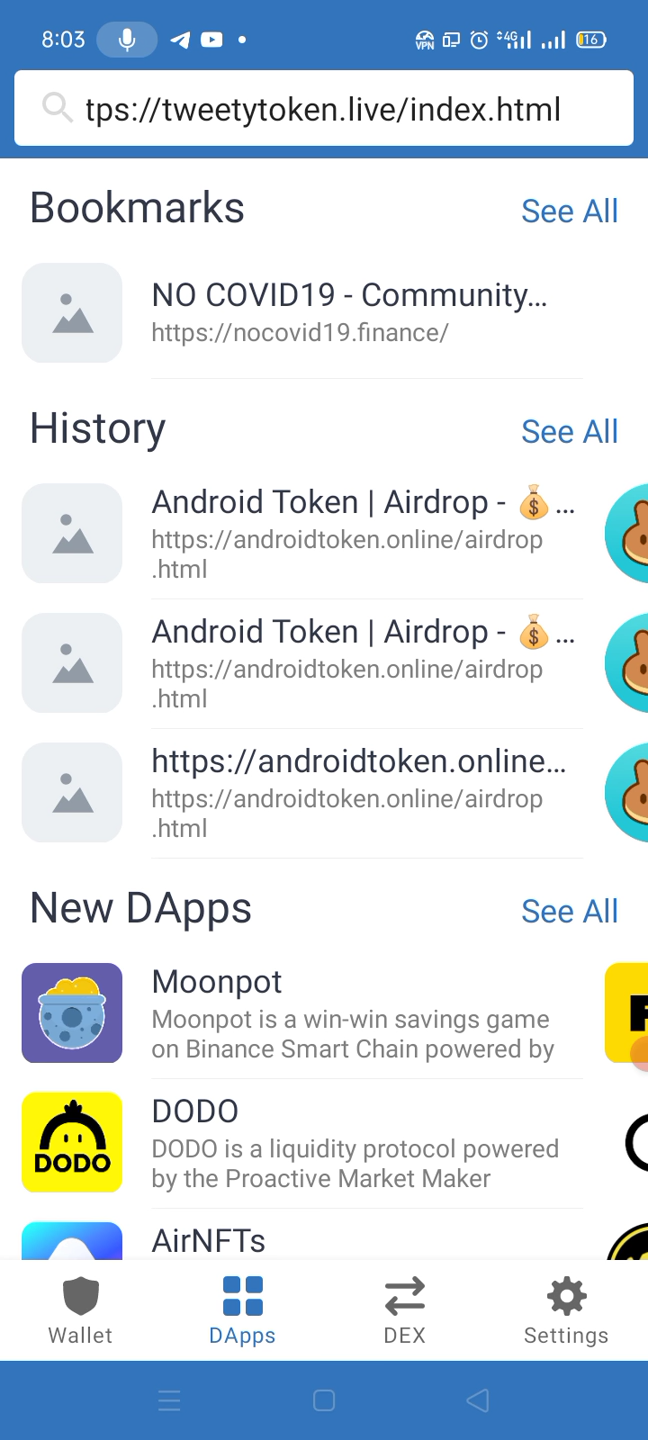 8:03
VPN
4G
16
tps://tweetytoken.live/index.html
Bookmarks
See All
NO COVID19 - Community...
https://nocovid19.finance/
History
See All
Android Token | Airdrop - 💰...
https://androidtoken.online/airdrop
.html
Android Token | Airdrop - 💰...
https://androidtoken.online/airdrop
.html
https://androidtoken.online...
https://androidtoken.online/airdrop
.html
New DApps
See All
Moonpot
Moonpot is a win-win savings game
on Binance Smart Chain powered by
DODO
DODO
DODO is a liquidity protocol powered
by the Proactive Market Maker
AirNFTs
Wallet
DApps
DEX
Settings